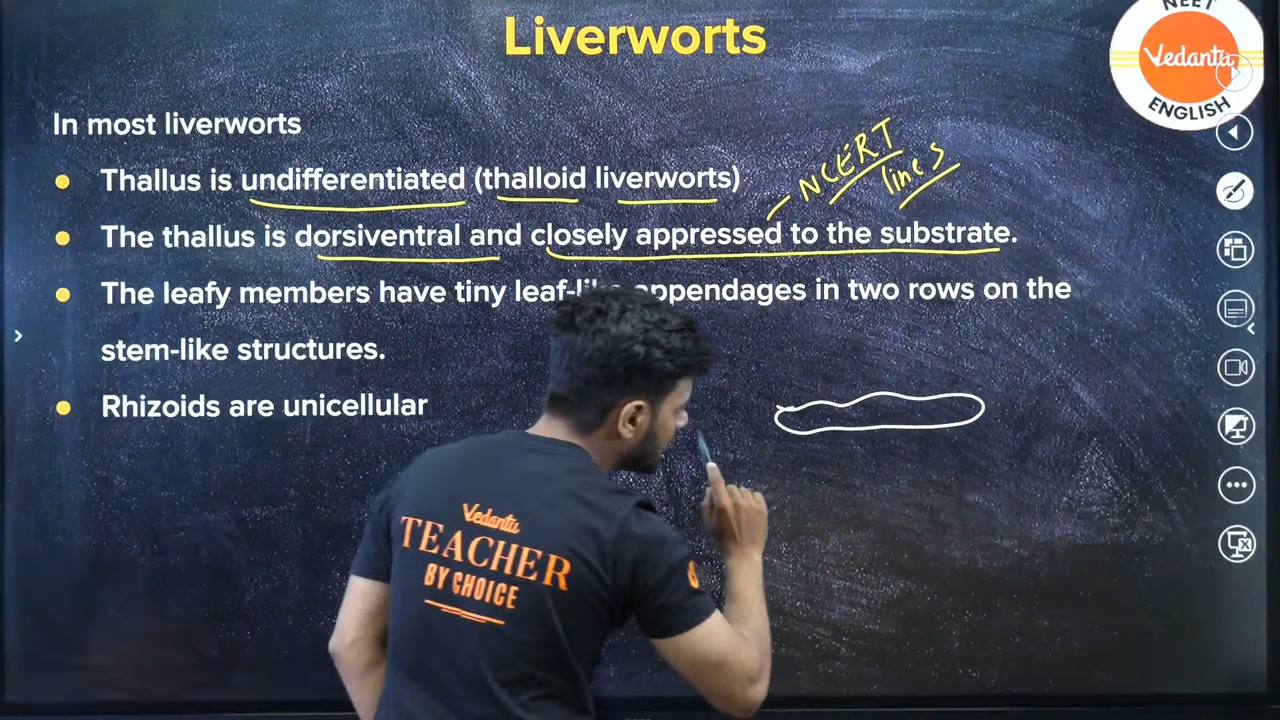 Liverworts
NEET
Vedantu
ENGLISH
In most liverworts
Thallus is undifferentiated (thalloid liverworts)
NCERT
lines
The thallus is dorsiventral and closely appressed to the substrate.
The leafy members have tiny leaf-like appendages in two rows on the
stem-like structures.
Rhizoids are unicellular
Vedantu
TEACHER
BY CHOICE